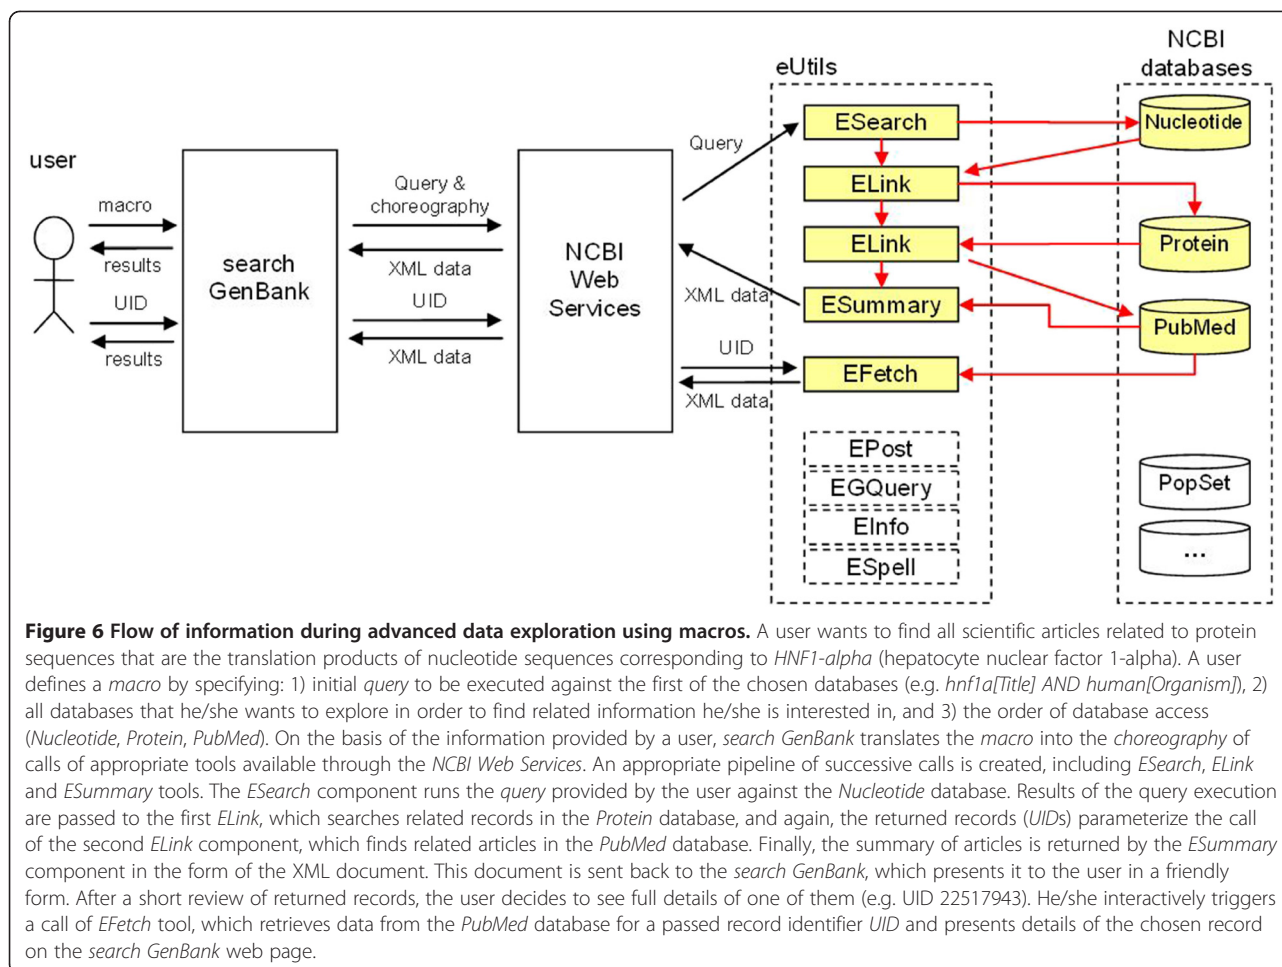 NCBI
databases
eUtils
ESearch
Nucleotide
user
Query
ELink
macro
Query &
choreography
results
search
GenBank
XML data
NCBI
Web
Services
ELink
Protein
UID
UID
XML data
ESummary
PubMed
results
XML data
UID
EFetch
XML data
EPost
EGQuery
EInfo
ESpell
PopSet
...
Figure 6 Flow of information during advanced data exploration using macros. A user wants to find all scientific articles related to protein
sequences that are the translation products of nucleotide sequences corresponding to HNF1-alpha (hepatocyte nuclear factor 1-alpha). A user
defines a macro by specifying: 1) initial query to be executed against the first of the chosen databases (e.g. hnf1a[Title] AND human[Organism]), 2)
all databases that he/she wants to explore in order to find related information he/she is interested in, and 3) the order of database access
(Nucleotide, Protein, PubMed). On the basis of the information provided by a user, search GenBank translates the macro into the choreography of
calls of appropriate tools available through the NCBI Web Services. An appropriate pipeline of successive calls is created, including ESearch, ELink
and ESummary tools. The ESearch component runs the query provided by the user against the Nucleotide database. Results of the query execution
are passed to the first ELink, which searches related records in the Protein database, and again, the returned records (UIDs) parameterize the call
of the second ELink component, which finds related articles in the PubMed database. Finally, the summary of articles is returned by the ESummary
component in the form of the XML document. This document is sent back to the search GenBank, which presents it to the user in a friendly
form. After a short review of returned records, the user decides to see full details of one of them (e.g. UID 22517943). He/she interactively triggers
a call of EFetch tool, which retrieves data from the PubMed database for a passed record identifier UID and presents details of the chosen record
on the search GenBank web page.